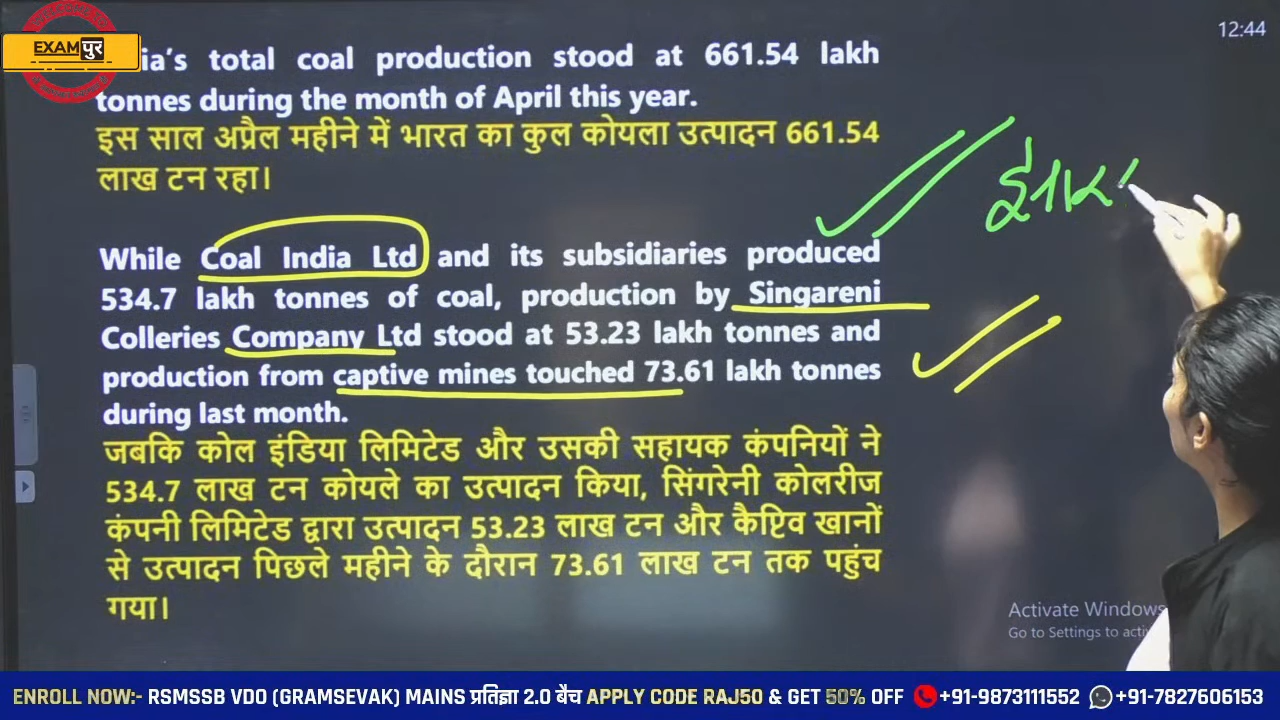 EXAMपुर
12:44
ia's total coal production stood at 661.54 lakh
tonnes during the month of April this year.
इस साल अप्रैल महीने में भारत का कुल कोयला उत्पादन 661.54
लाख टन रहा।
While Coal India Ltd and its subsidiaries produced
534.7 lakh tonnes of coal, production by Singareni
Colleries Company Ltd stood at 53.23 lakh tonnes and
production from captive mines touched 73.61 lakh tonnes
during last month.
जबकि कोल इंडिया लिमिटेड और उसकी सहायक कंपनियों ने
534.7 लाख टन कोयले का उत्पादन किया, सिंगरेनी कोलरीज
कंपनी लिमिटेड द्वारा उत्पादन 53.23 लाख टन और कैप्टिव खानों
से उत्पादन पिछले महीने के दौरान 73.61 लाख टन तक पहुंच
गया।
Activate Windows
Go to Settings to
ENROLL NOW:- RSMSSB VDO (GRAMSEVAK) MAINS प्रतिज्ञा 2.0 बैच APPLY CODE RAJ50 & GET 50% OFF +91-9873111552 +91-7827606153